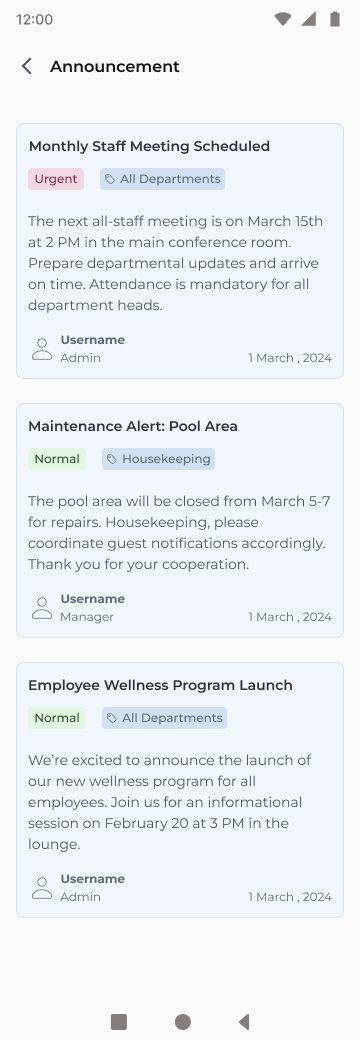 12:00
Announcement
Monthly Staff Meeting Scheduled
Urgent All Departments
The next all-staff meeting is on March 15th
at 2 PM in the main conference room.
Prepare departmental updates and arrive
on time. Attendance is mandatory for all
department heads.
Username
Admin 1 March , 2024
Maintenance Alert: Pool Area
Normal Housekeeping
The pool area will be closed from March 5-7
for repairs. Housekeeping, please
coordinate guest notifications accordingly.
Thank you for your cooperation.
Username
Manager 1 March , 2024
Employee Wellness Program Launch
Normal All Departments
We’re excited to announce the launch of
our new wellness program for all
employees. Join us for an informational
session on February 20 at 3 PM in the
lounge.
Username
Admin 1 March , 2024